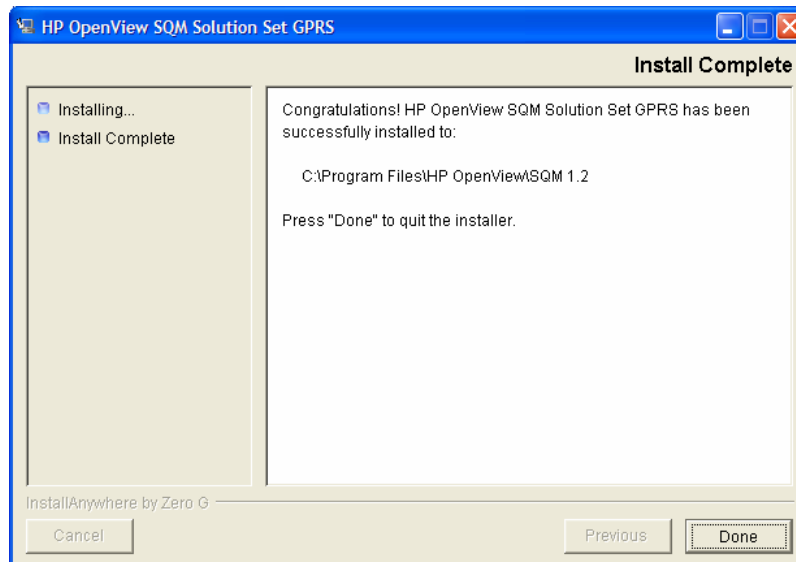 HP OpenView SQM Solution Set GPRS
Install Complete
Installing...
Install Complete
Congratulations! HP OpenView SQM Solution Set GPRS has been
successfully installed to:
C:\Program Files\HP OpenView\SQM 1.2
Press "Done" to quit the installer.
InstallAnywhere by Zero G
Cancel
Previous
Done